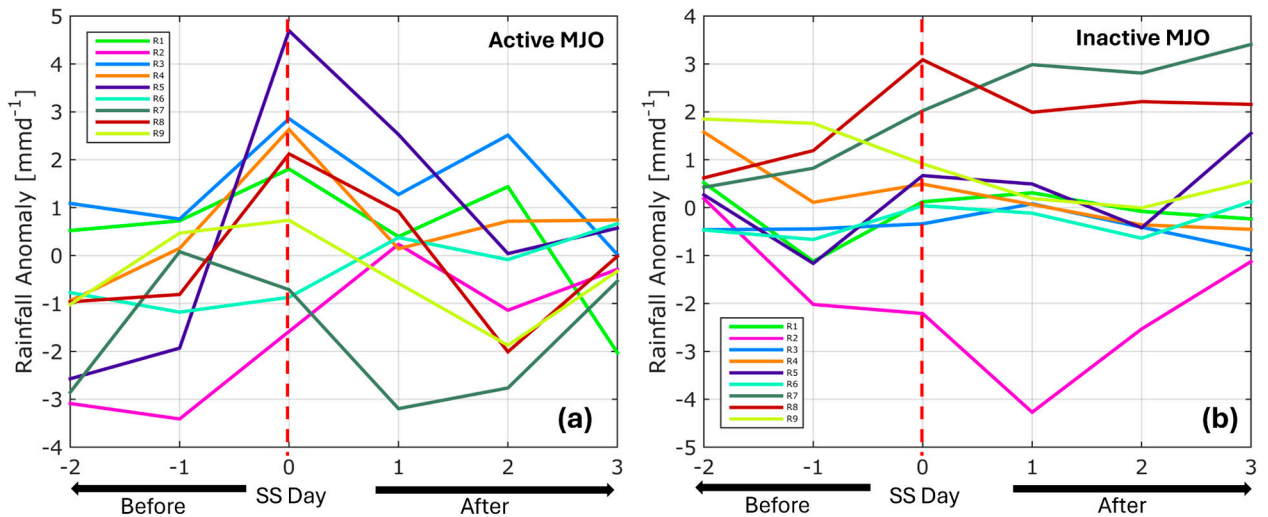 Rainfall Anomaly [mmd⁻¹]
5
4
3
2
1
0
-1
-2
-3
-4
R1
R2
R3
R4
R5
R6
R7
R8
R9
Active MJO
(a)
-2 -1 0 1 2 3
Before SS Day After
Rainfall Anomaly [mmd⁻¹]
4
3
2
1
0
-1
-2
-3
-4
-5
Inactive MJO
R1
R2
R3
R4
R5
R6
R7
R8
R9
(b)
-2 -1 0 1 2 3
Before SS Day After